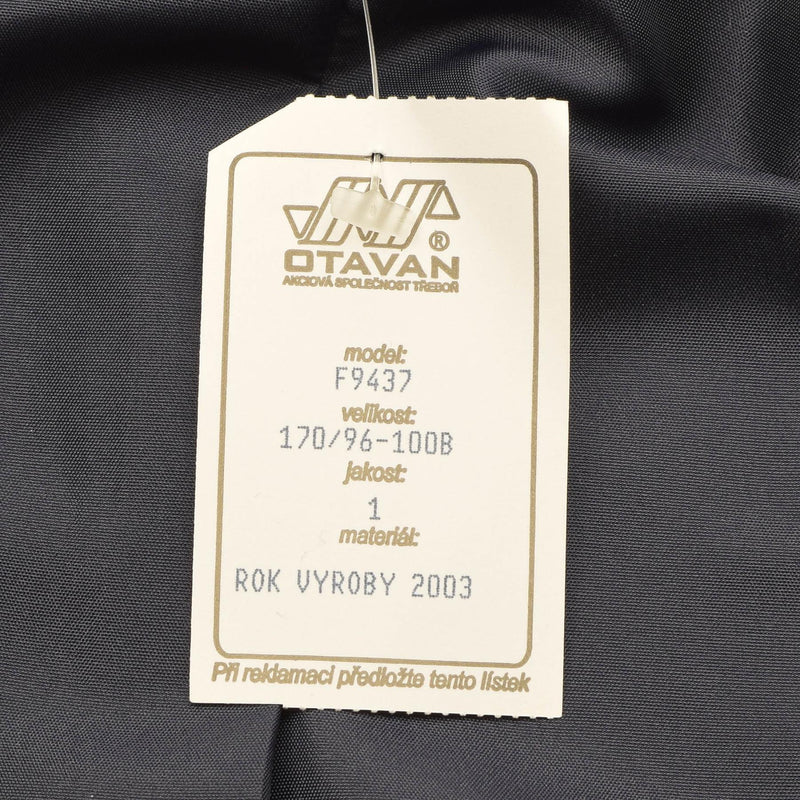 ®
OTAVAN
AKCIOVÁ SPOLEČNOST TŘEBOŇ
model:
F9437
velikost:
170/96-100B
jakost:
1
materiál:
ROK VYROBY 2003
Při reklamaci předložte tento lístek